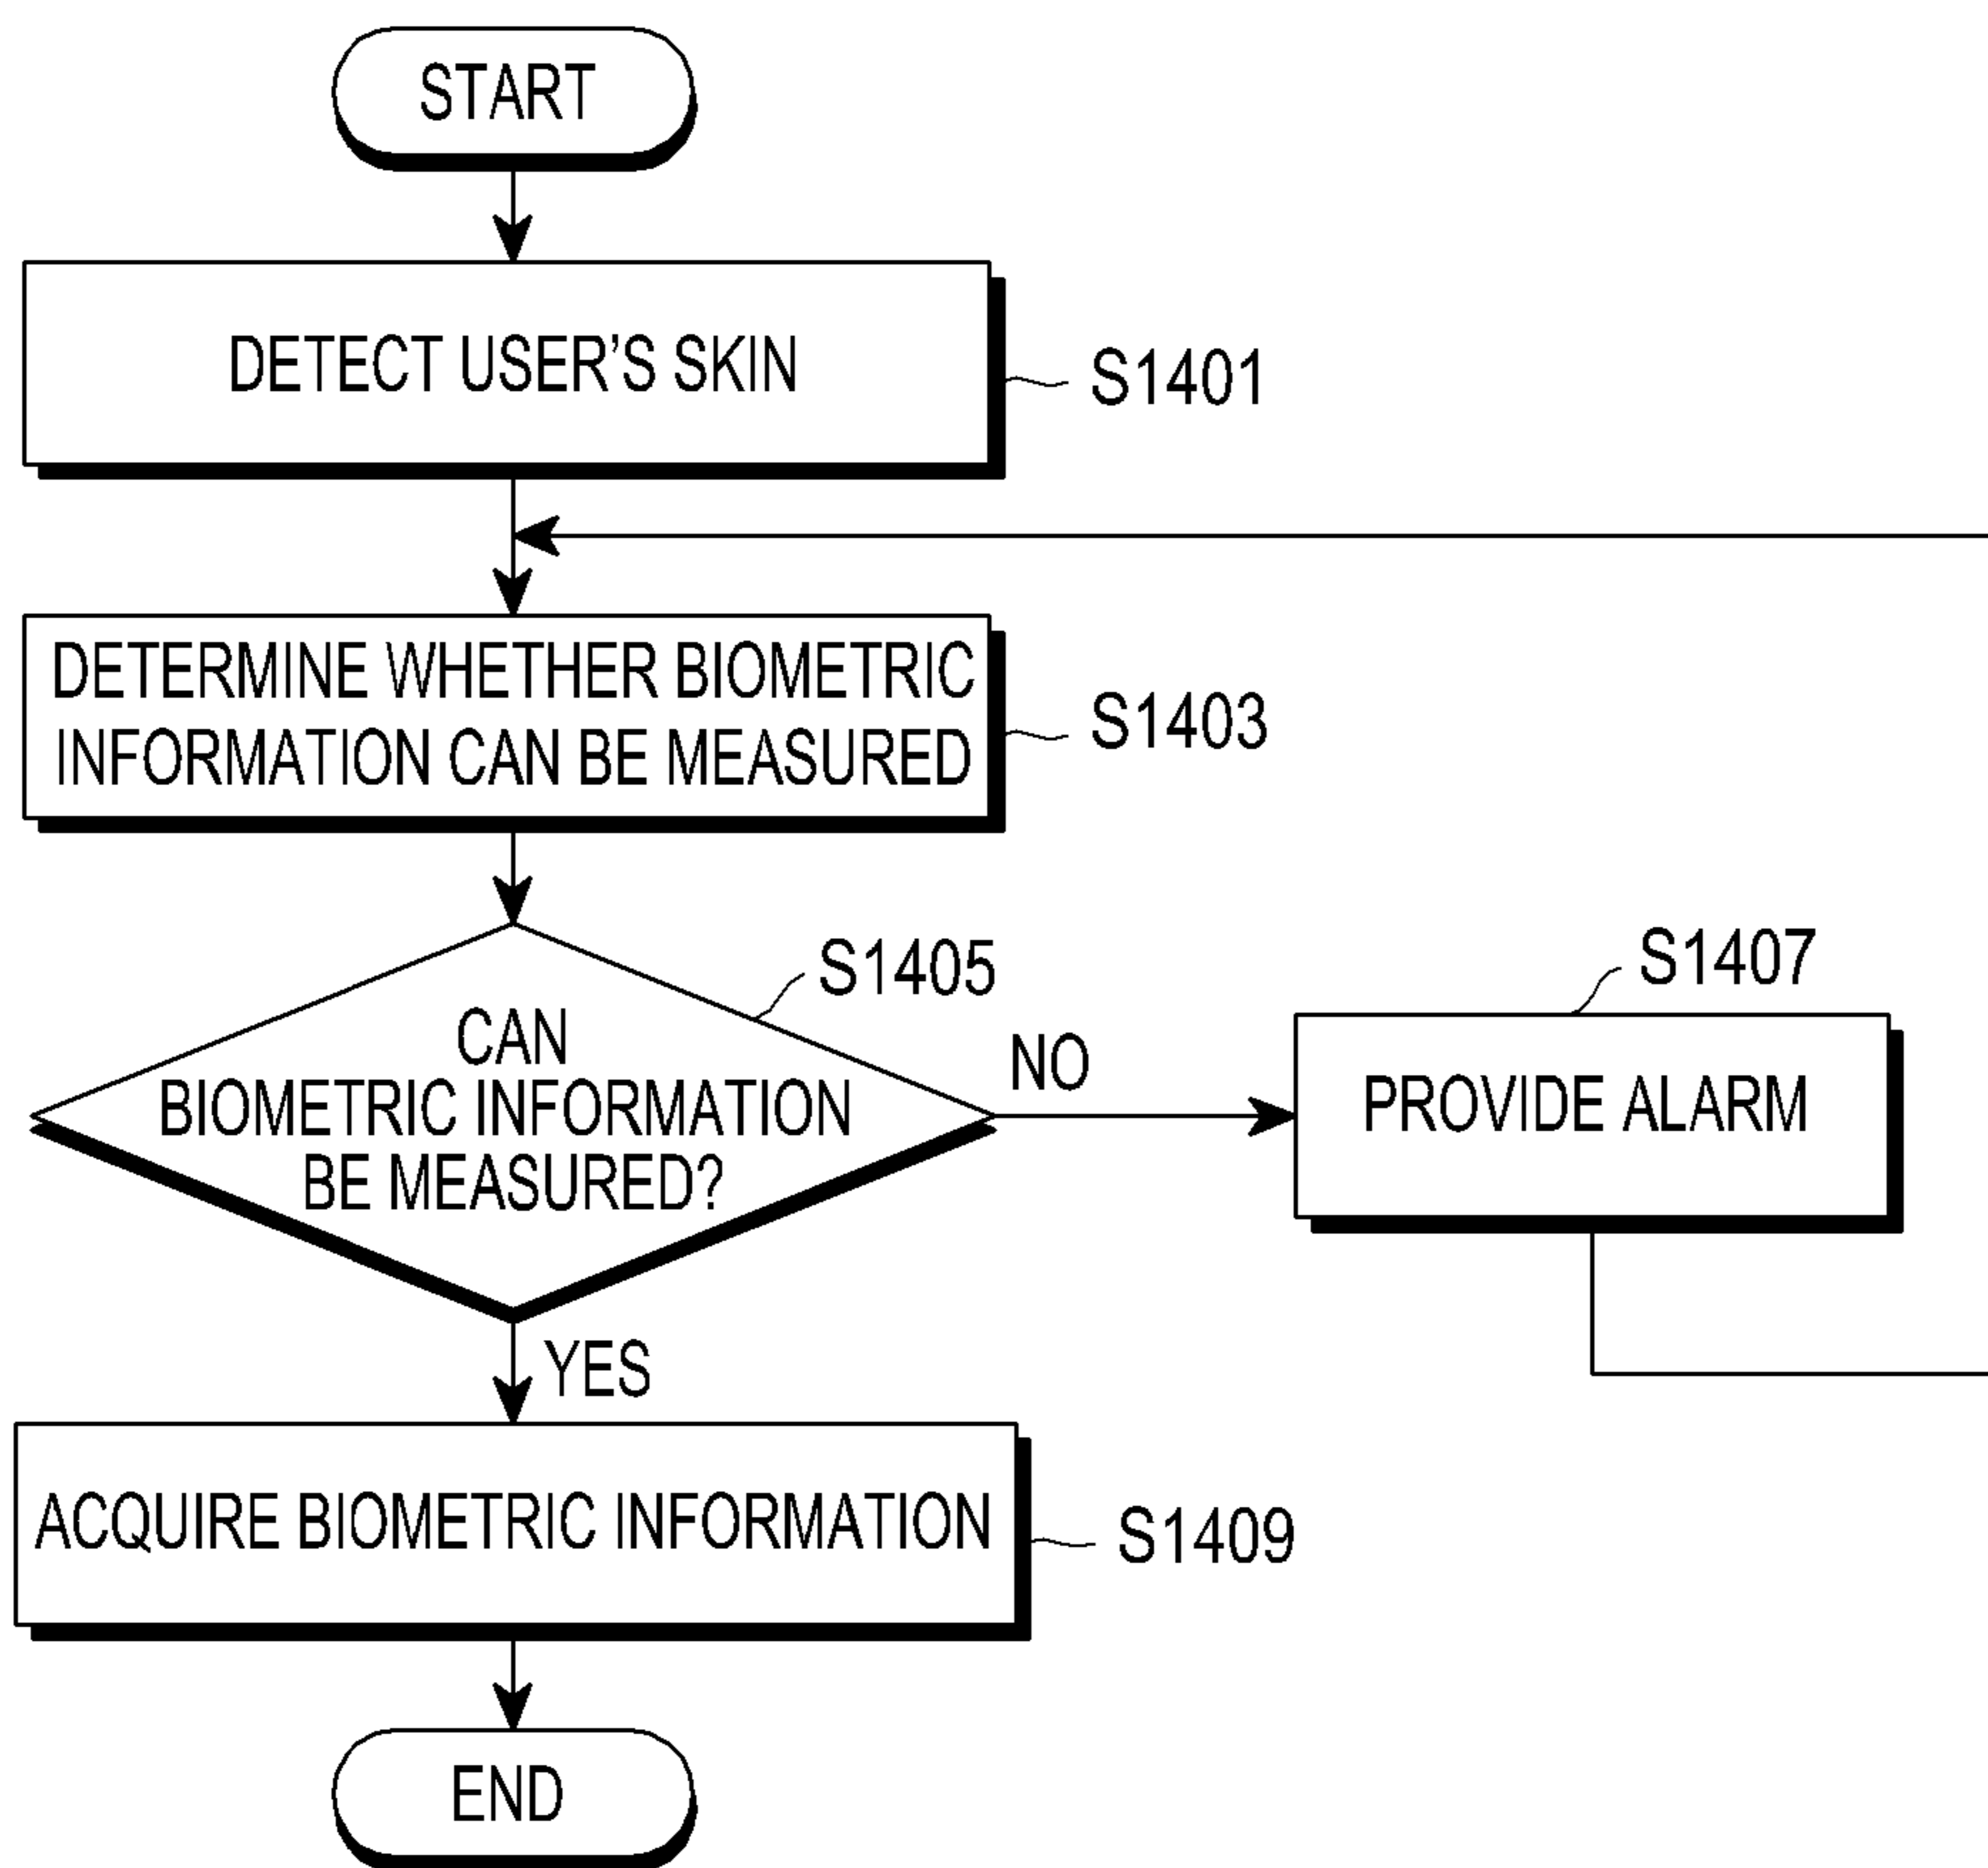 START
DETECT USER'S SKIN
S1401
DETERMINE WHETHER BIOMETRIC
INFORMATION CAN BE MEASURED
S1403
S1405
CAN
BIOMETRIC INFORMATION
BE MEASURED?
NO
S1407
PROVIDE ALARM
YES
ACQUIRE BIOMETRIC INFORMATION
S1409
END